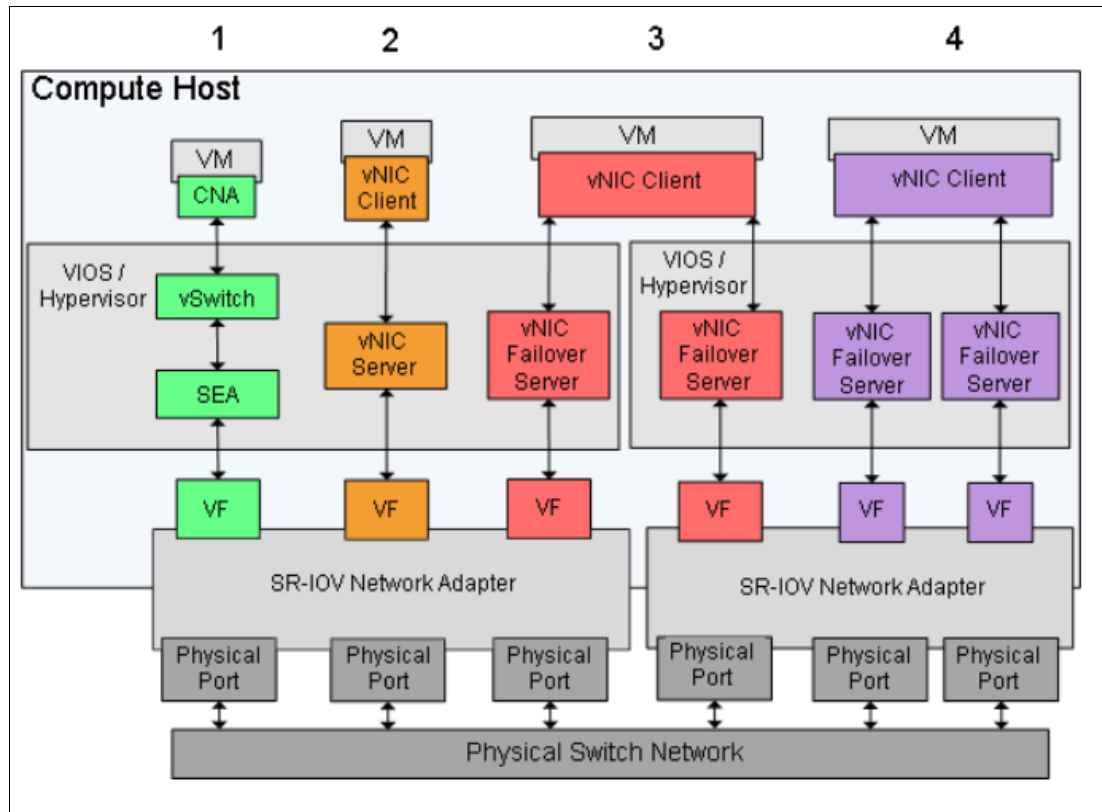 1 2 3 4
Compute Host
VM
CNA
VM
vNIC
Client
VM
vNIC Client
VM
vNIC Client
VIOS /
Hypervisor
vSwitch
SEA
vNIC
Server
vNIC
Failover
Server
VIOS /
Hypervisor
vNIC
Failover
Server
vNIC
Failover
Server
vNIC
Failover
Server
VF
VF
VF
VF
VF
VF
SR-IOV Network Adapter
SR-IOV Network Adapter
Physical
Port
Physical
Port
Physical
Port
Physical
Port
Physical
Port
Physical
Port
Physical Switch Network